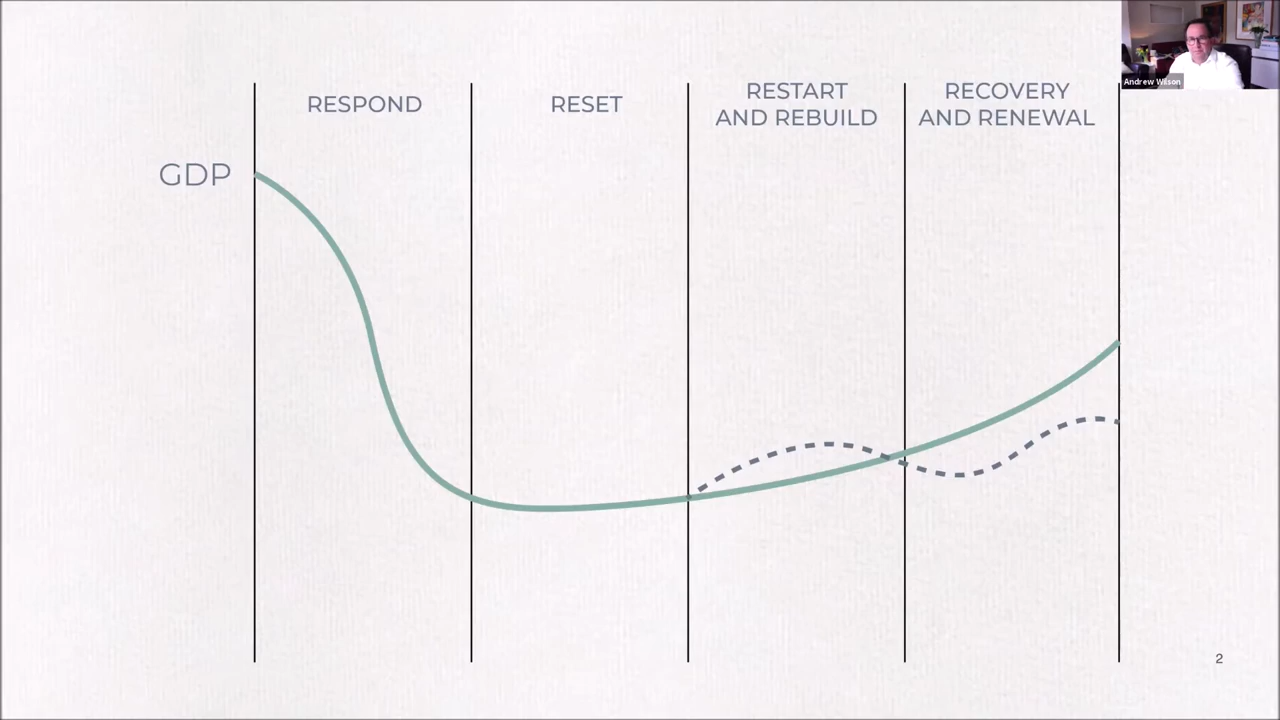 RESPOND
RESET
RESTART
AND REBUILD
RECOVERY
AND RENEWAL
Andrew Wilson
GDP
2